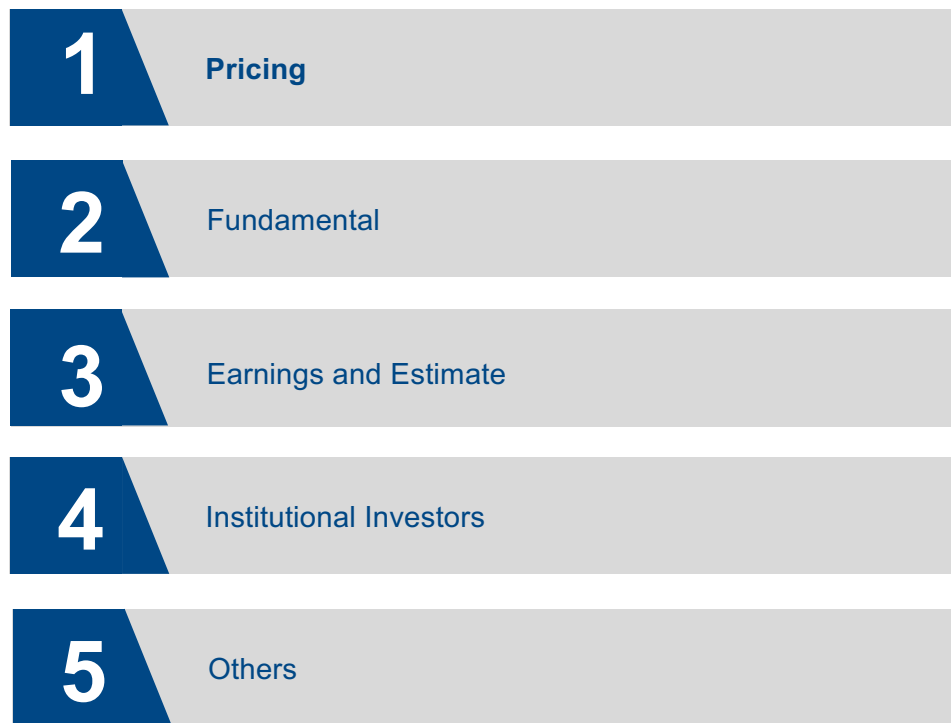 1 Pricing
2 Fundamental
3 Earnings and Estimate
4 Institutional Investors
5 Others